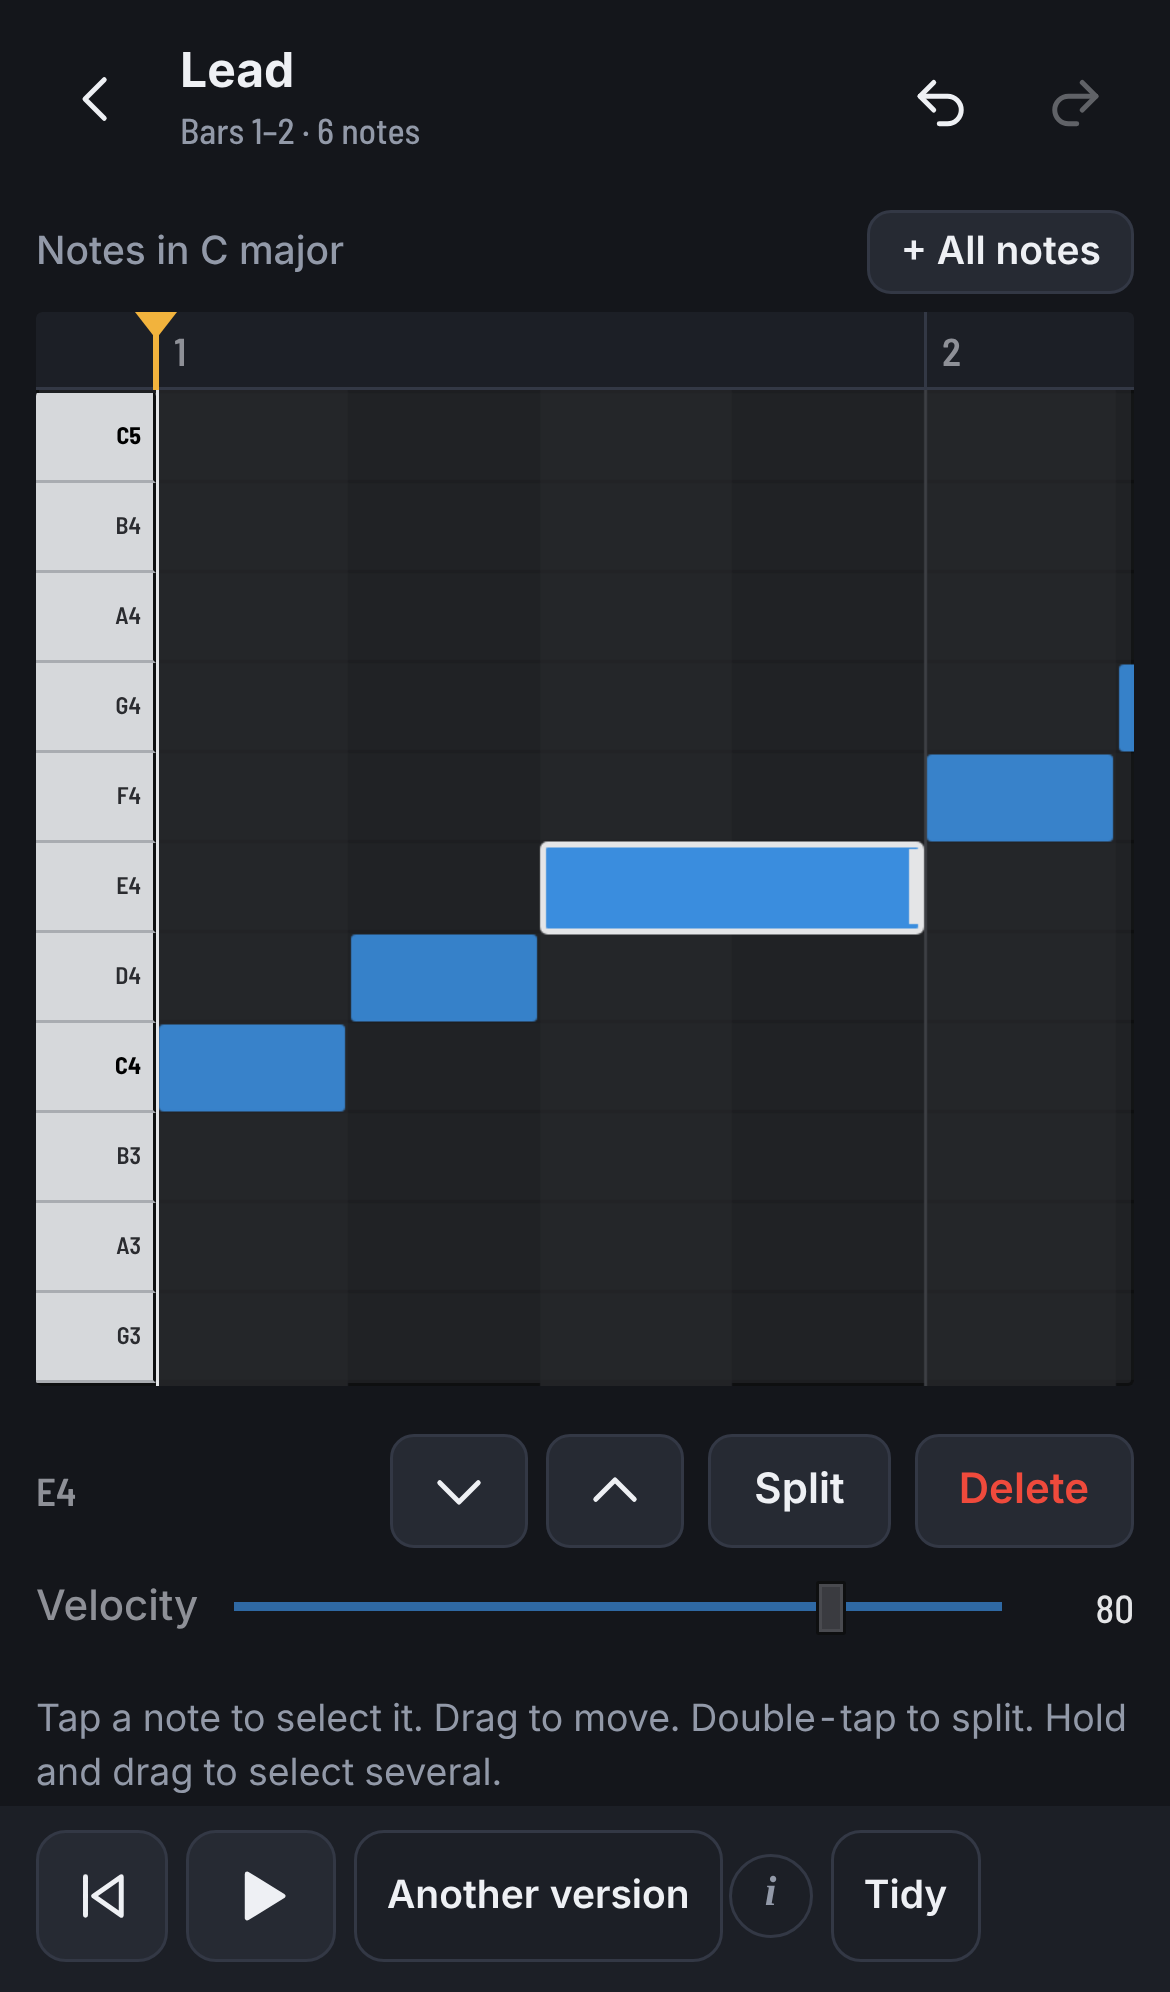 Lead
Bars 1–2 · 6 notes
Notes in C major
+ All notes
1
2
C5
B4
A4
G4
F4
E4
D4
C4
B3
A3
G3
E4
Split
Delete
Velocity
80
Tap a note to select it. Drag to move. Double-tap to split. Hold
and drag to select several.
Another version
i
Tidy